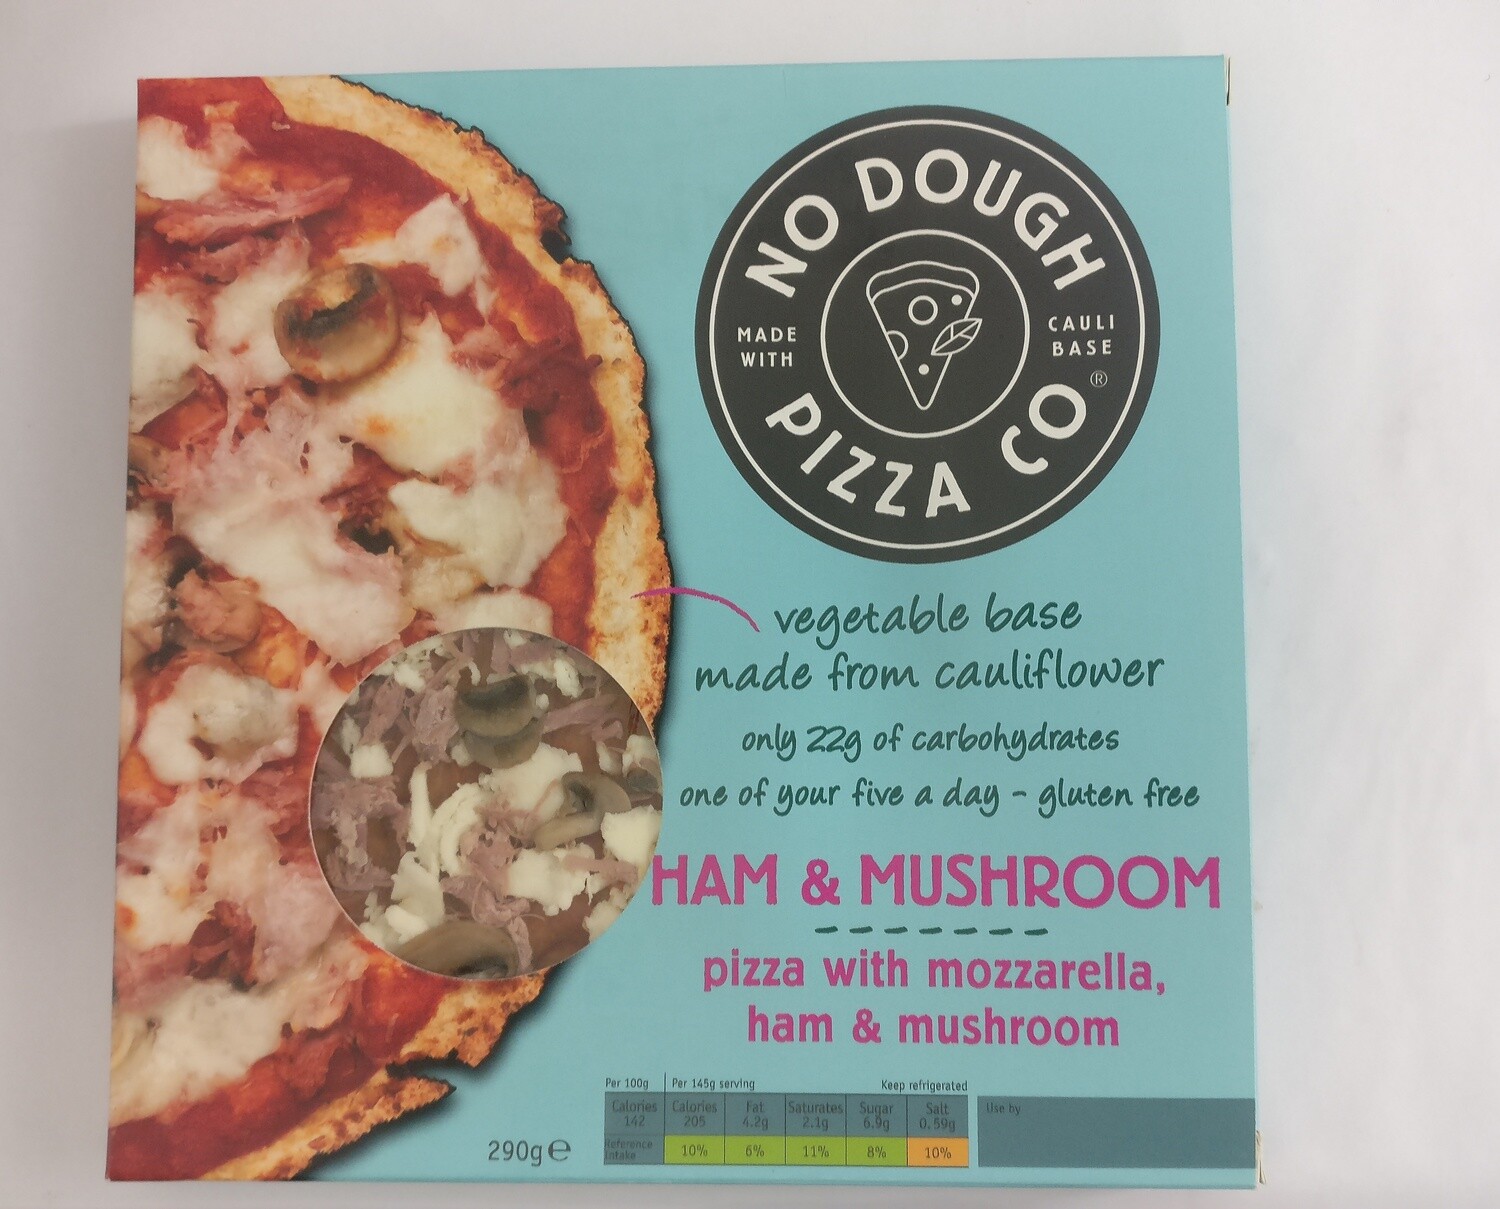 NO DOUGH
MADE WITH
CAULI BASE
PIZZA CO®
vegetable base
made from cauliflower
only 22g of carbohydrates
one of your five a day - gluten free
HAM & MUSHROOM
pizza with mozzarella,
ham & mushroom
Per 100g Per 145g serving Keep refrigerated
Calories Calories Fat Saturates Sugar Salt
142 205 4.2g 2.1g 6.9g 0.59g
Reference Intake 10% 6% 11% 8% 10%
Use by
290g e